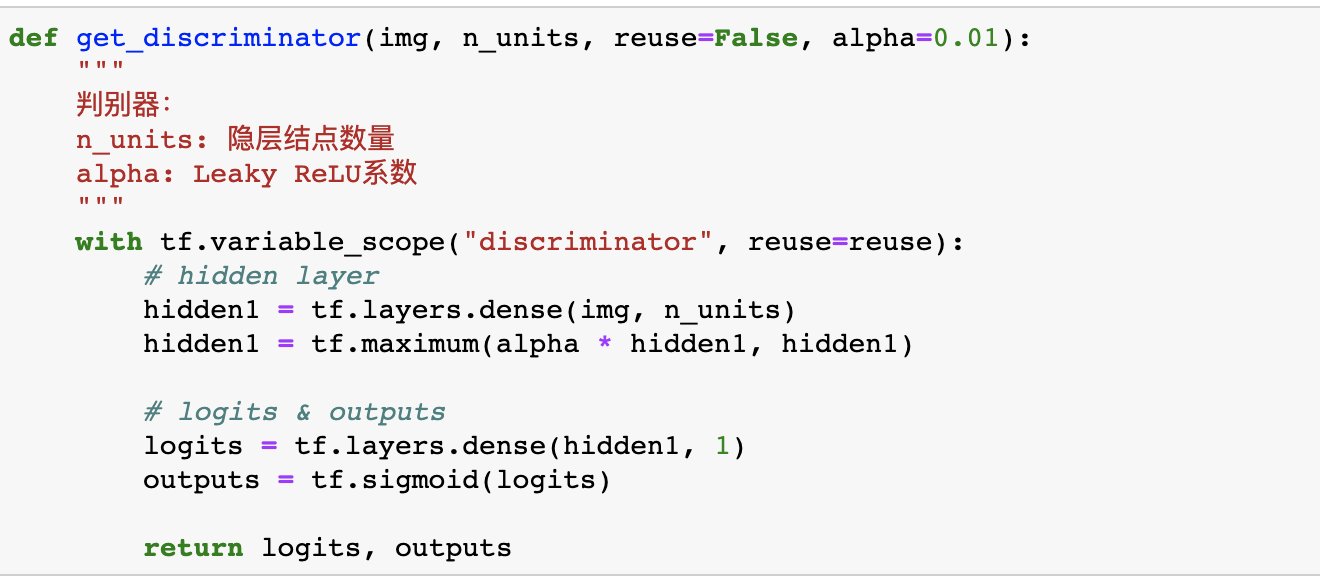 def get_discriminator(img, n_units, reuse=False, alpha=0.01):
    """
    判别器：
    n_units: 隐层结点数量
    alpha: Leaky ReLU系数
    """
    with tf.variable_scope("discriminator", reuse=reuse):
        # hidden layer
        hidden1 = tf.layers.dense(img, n_units)
        hidden1 = tf.maximum(alpha * hidden1, hidden1)

        # logits & outputs
        logits = tf.layers.dense(hidden1, 1)
        outputs = tf.sigmoid(logits)

        return logits, outputs